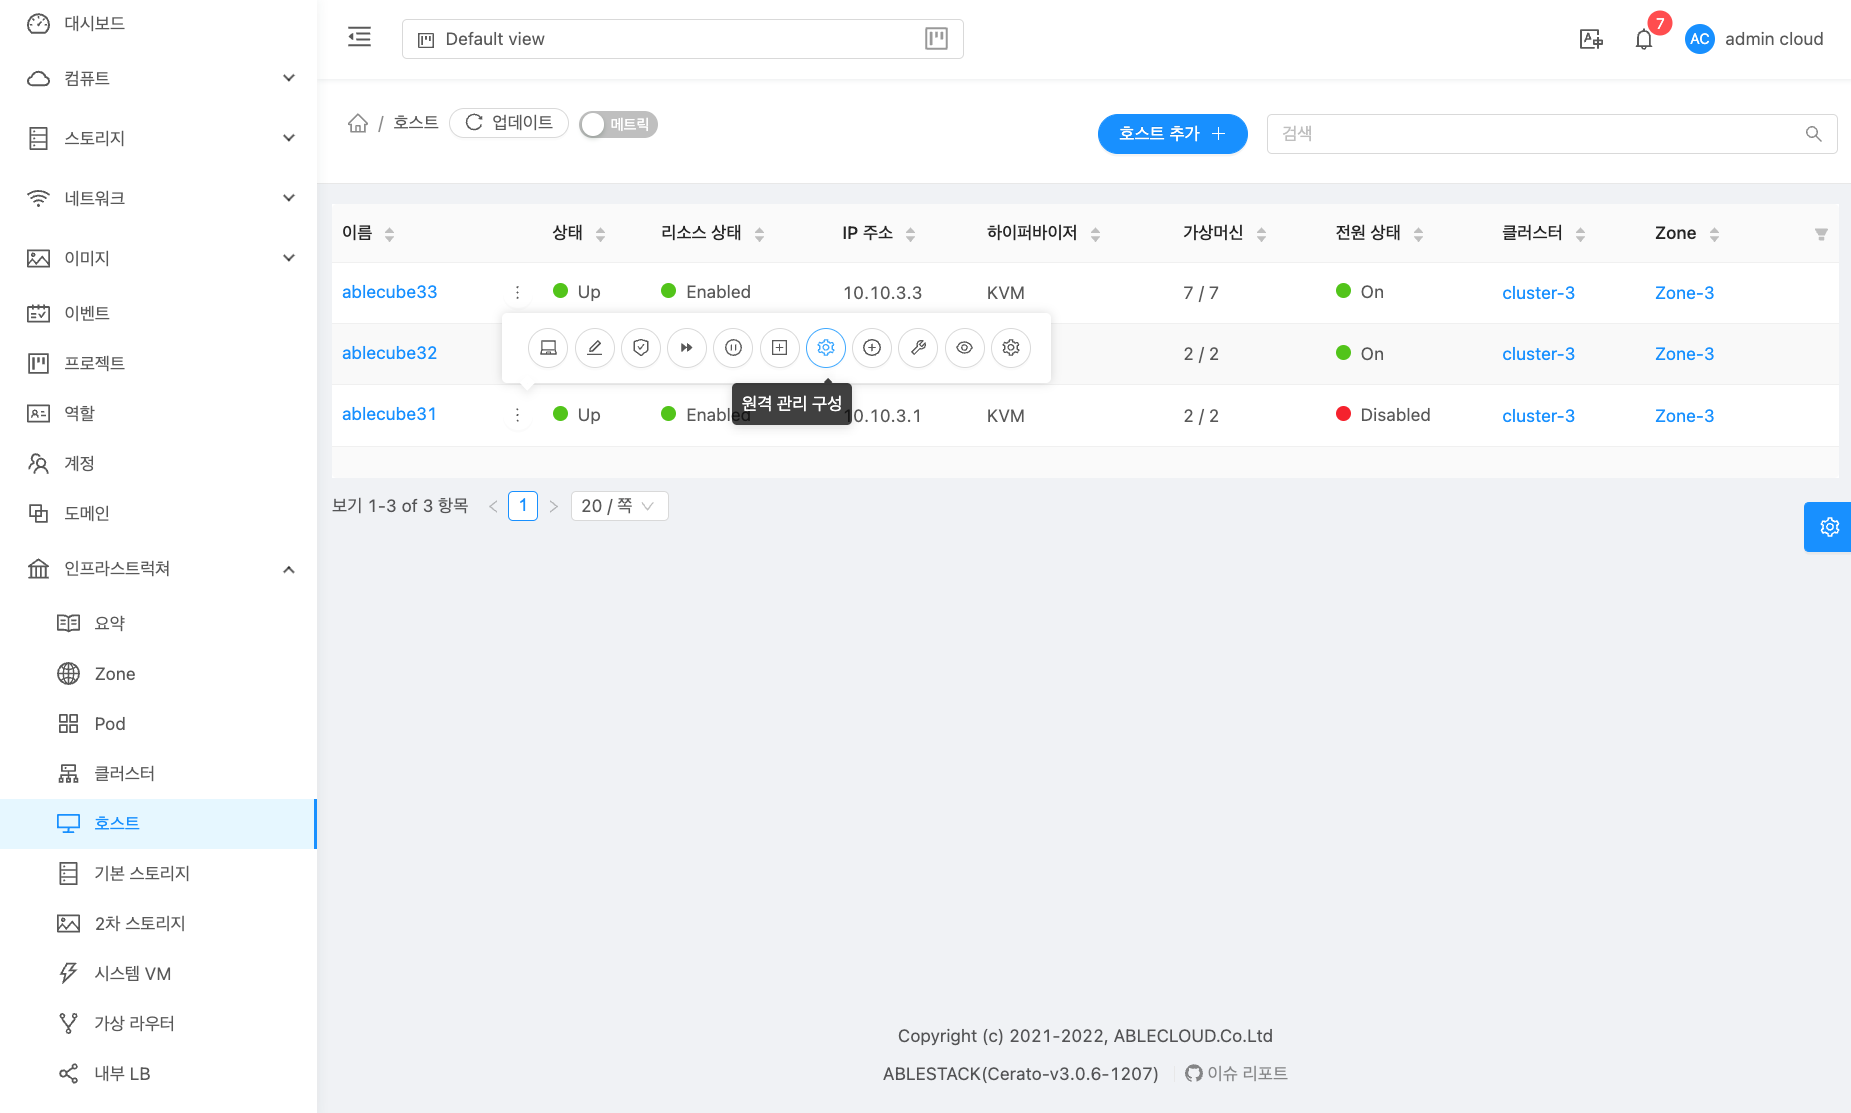 대시보드
컴퓨트
스토리지
네트워크
이미지
이벤트
프로젝트
역할
계정
도메인
인프라스트럭쳐
요약
Zone
Pod
클러스터
호스트
기본 스토리지
2차 스토리지
시스템 VM
가상 라우터
내부 LB
Default view
7
AC admin cloud
/ 호스트 업데이트 메트릭
호스트 추가
검색
이름 상태 리소스 상태 IP 주소 하이퍼바이저 가상머신 전원 상태 클러스터 Zone
ablecube33 Up Enabled 10.10.3.3 KVM 7 / 7 On cluster-3 Zone-3
ablecube32 2 / 2 On cluster-3 Zone-3
원격 관리 구성
ablecube31 Up Enabled 10.10.3.1 KVM 2 / 2 Disabled cluster-3 Zone-3
보기 1-3 of 3 항목 1 20 / 쪽
Copyright (c) 2021-2022, ABLECLOUD.Co.Ltd
ABLESTACK(Cerato-v3.0.6-1207) 이슈 리포트